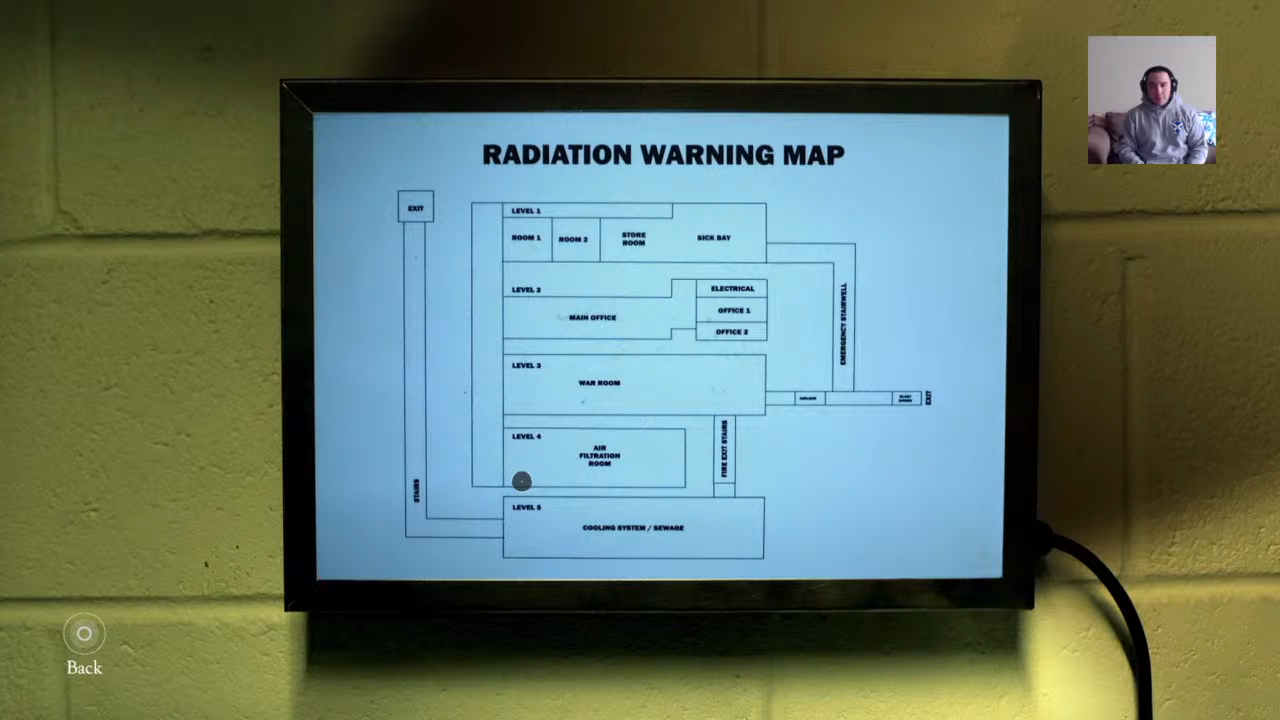 RADIATION WARNING MAP
EXIT
LEVEL 1
ROOM 1
ROOM 2
STORE
ROOM
SICK BAY
LEVEL 2
MAIN OFFICE
ELECTRICAL
OFFICE 1
OFFICE 2
EMERGENCY STAIRWELL
LEVEL 3
WAR ROOM
EXIT
LEVEL 4
AIR
FILTRATION
ROOM
FIRE EXIT STAIRS
STAIRS
LEVEL 5
COOLING SYSTEM / SEWAGE
Back